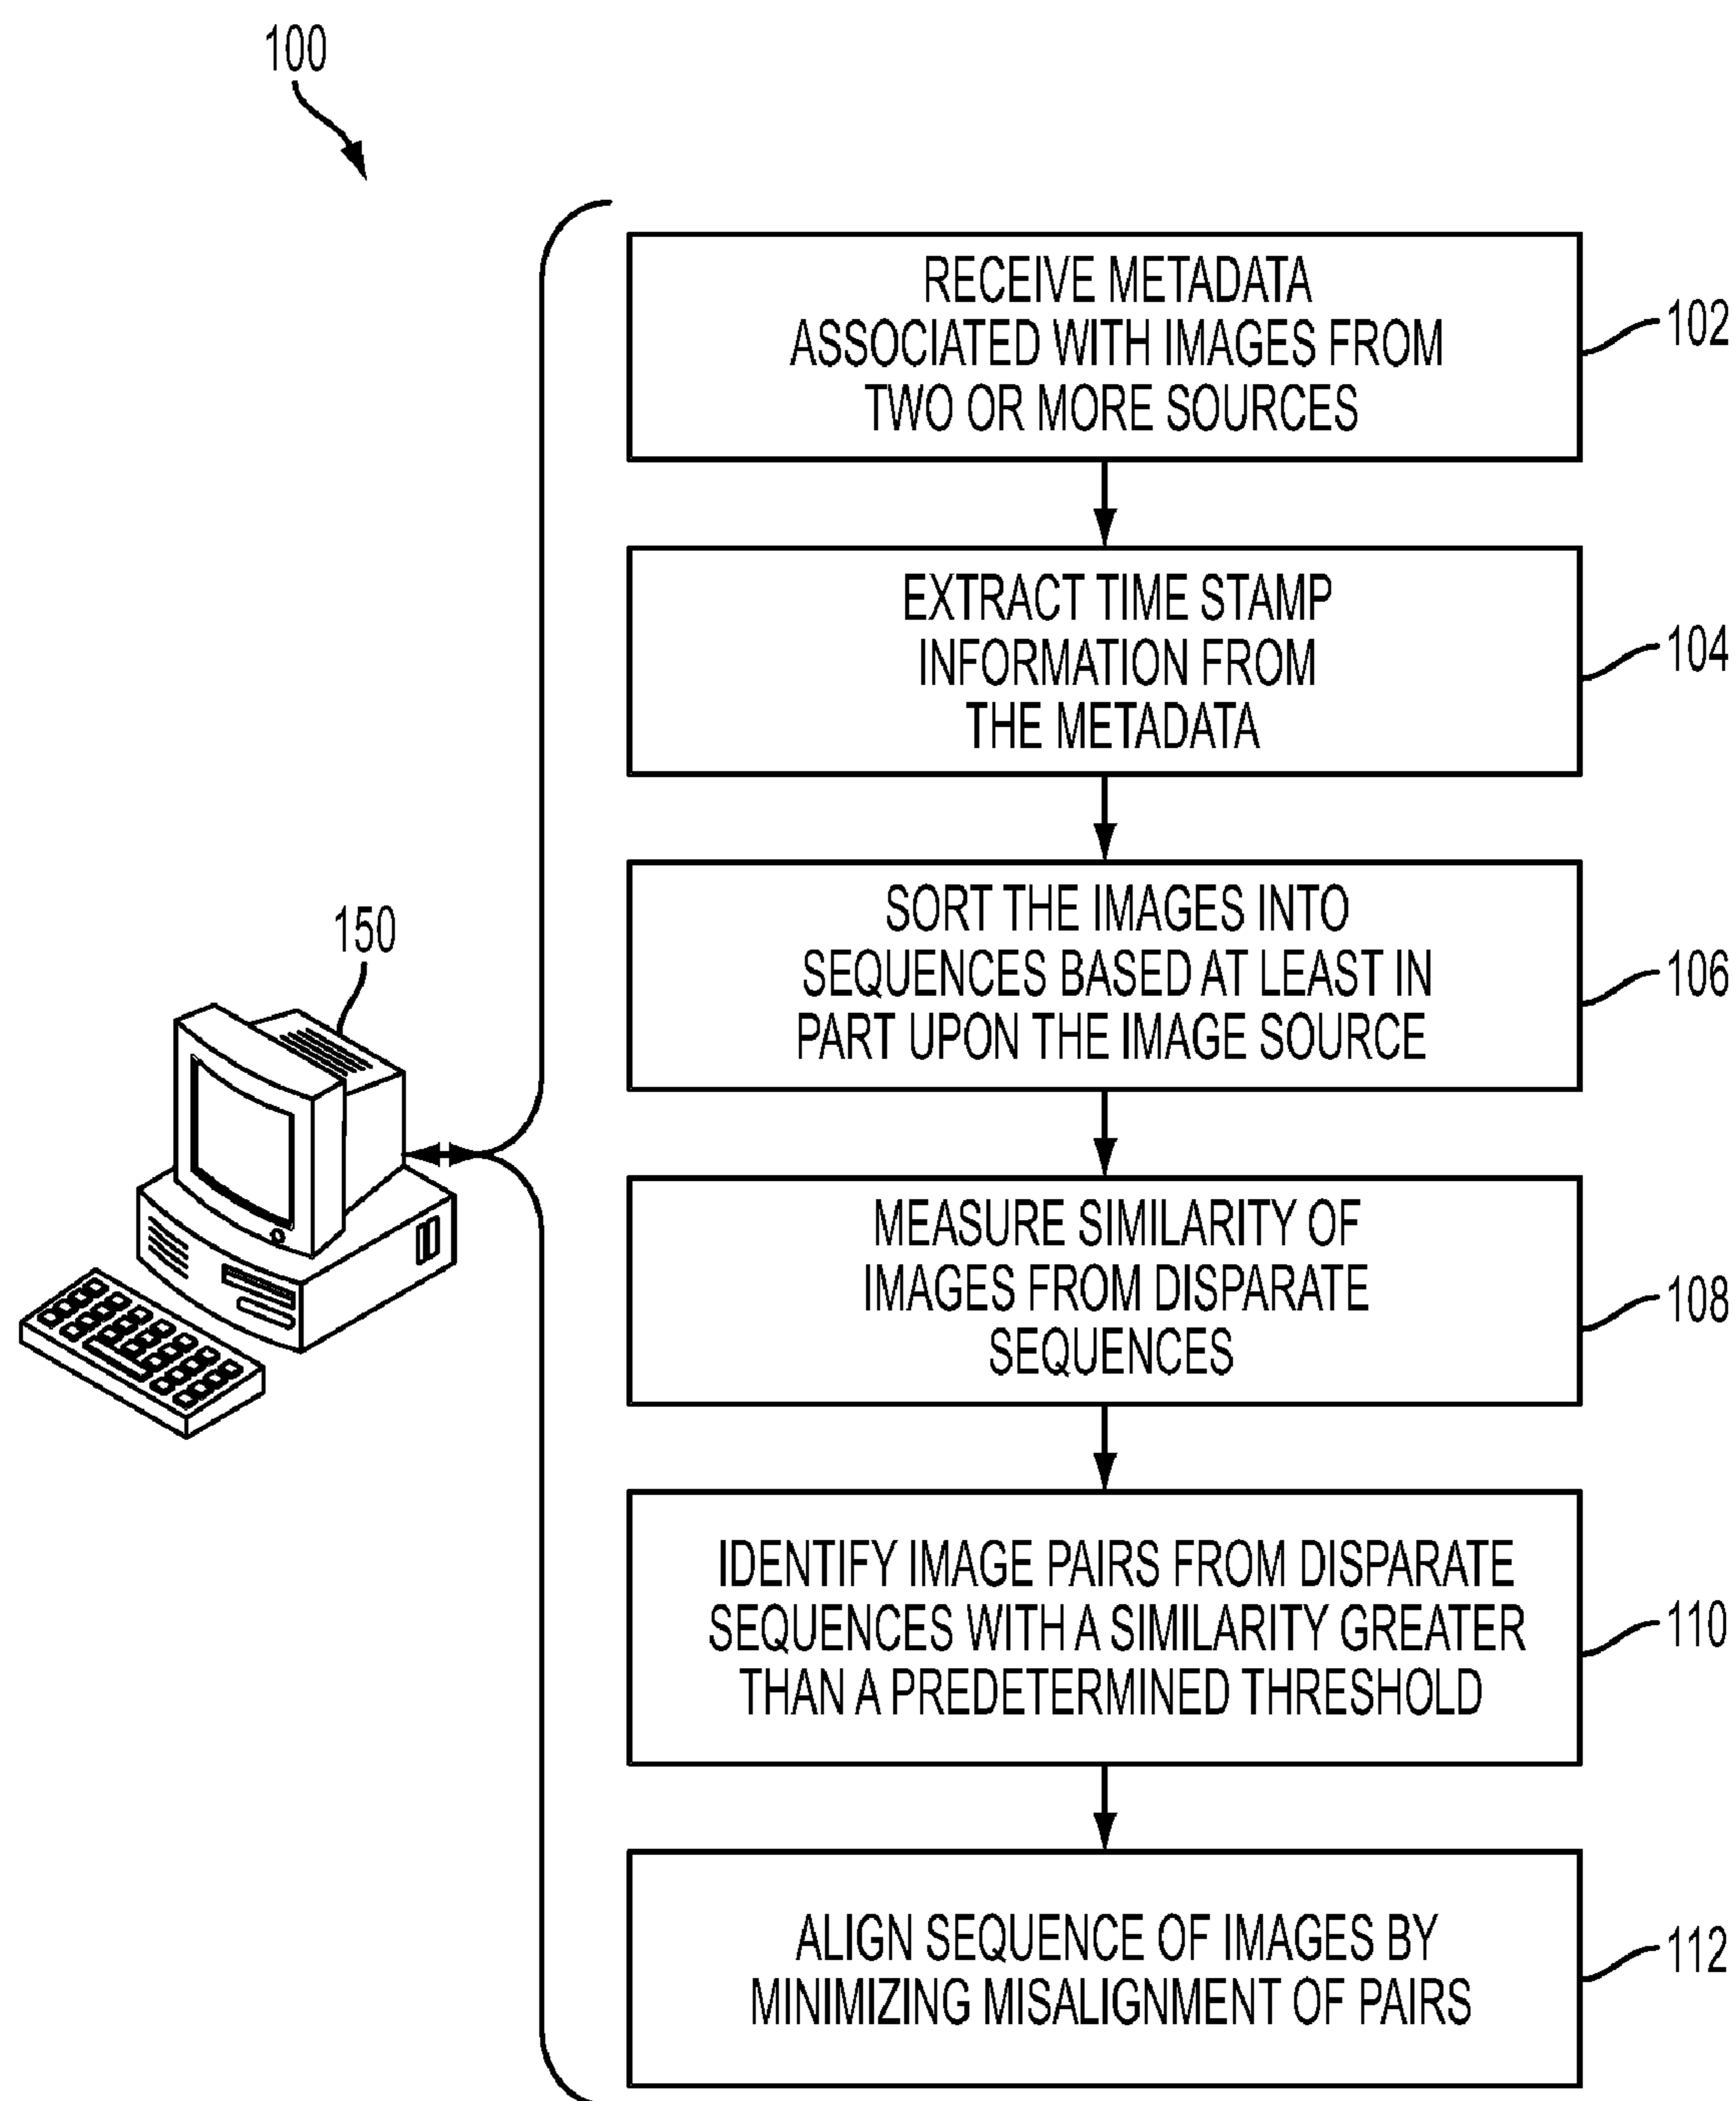 100
RECEIVE METADATA
ASSOCIATED WITH IMAGES FROM
TWO OR MORE SOURCES
102
EXTRACT TIME STAMP
INFORMATION FROM
THE METADATA
104
SORT THE IMAGES INTO
SEQUENCES BASED AT LEAST IN
PART UPON THE IMAGE SOURCE
106
150
MEASURE SIMILARITY OF
IMAGES FROM DISPARATE
SEQUENCES
108
IDENTIFY IMAGE PAIRS FROM DISPARATE
SEQUENCES WITH A SIMILARITY GREATER
THAN A PREDETERMINED THRESHOLD
110
ALIGN SEQUENCE OF IMAGES BY
MINIMIZING MISALIGNMENT OF PAIRS
112